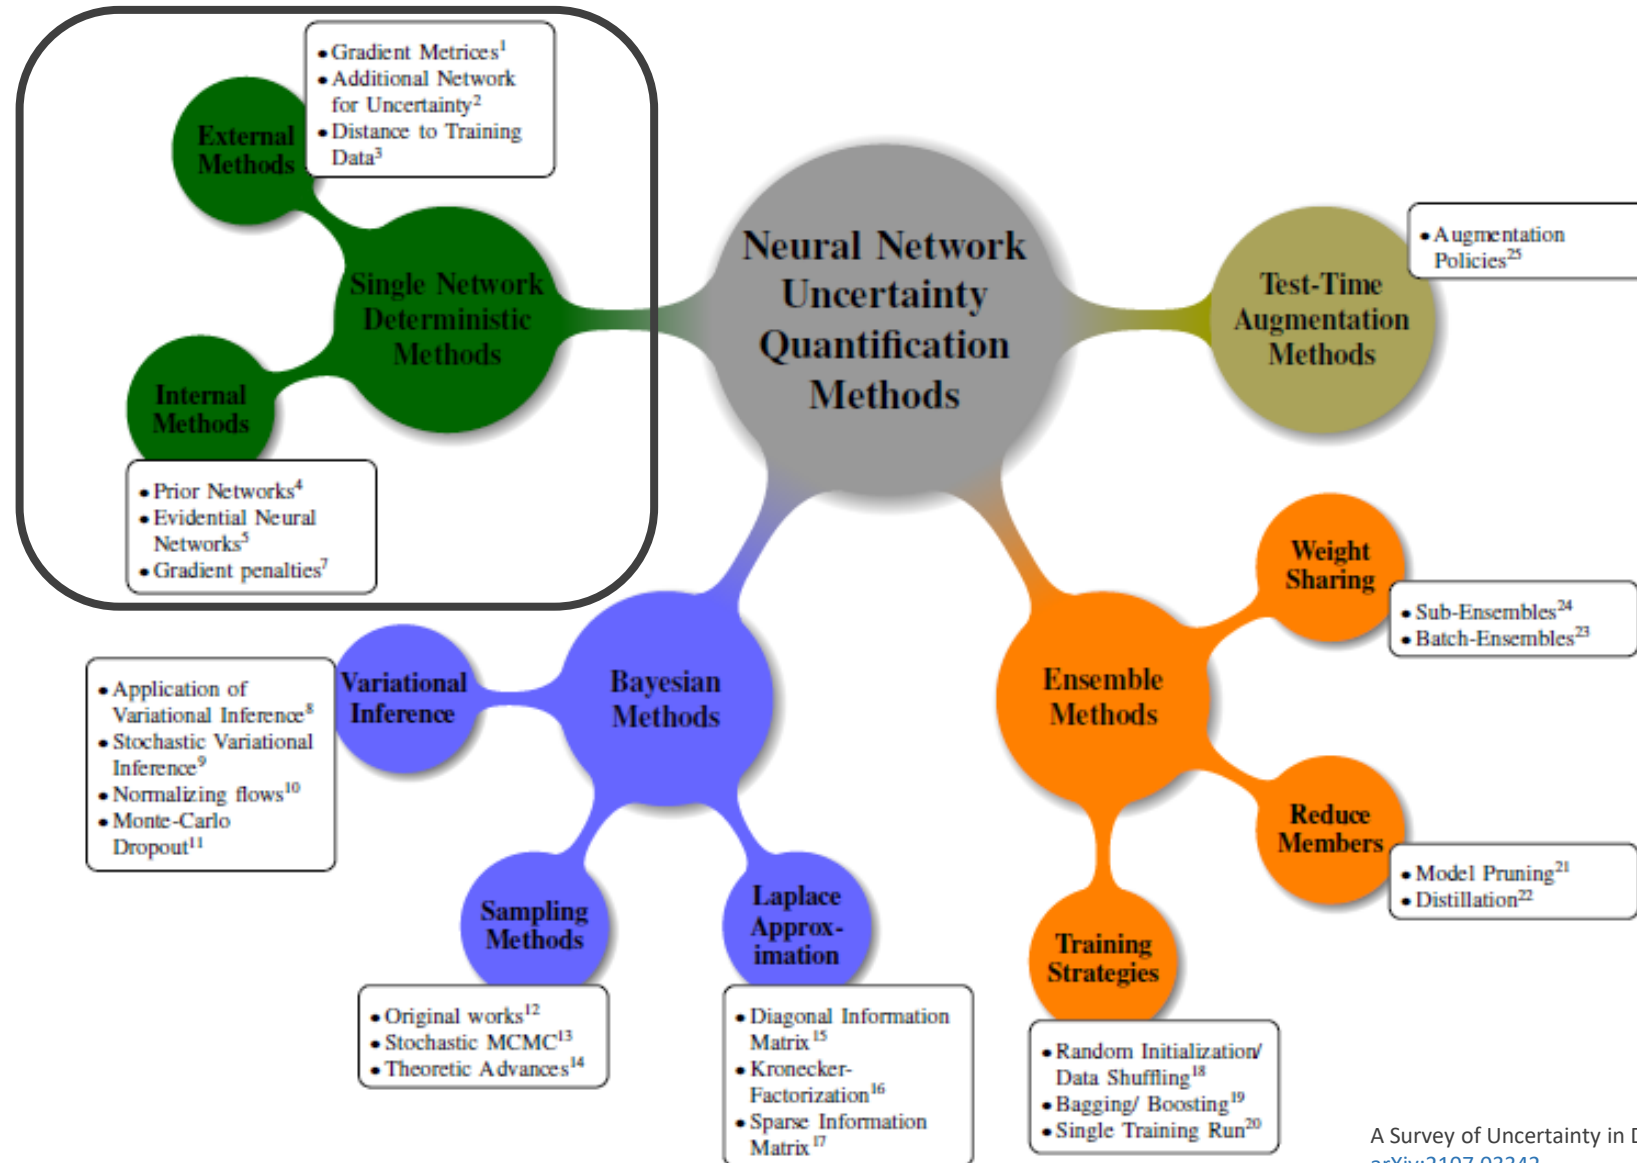 Neural Network
Uncertainty
Quantification
Methods
Single Network
Deterministic
Methods
External
Methods
• Gradient Metrices¹
• Additional Network
for Uncertainty²
• Distance to Training
Data³
Internal
Methods
• Prior Networks⁴
• Evidential Neural
Networks⁵
• Gradient penalties⁷
Test-Time
Augmentation
Methods
• Augmentation
Policies²⁵
Bayesian
Methods
Variational
Inference
• Application of
Variational Inference⁸
• Stochastic Variational
Inference⁹
• Normalizing flows¹⁰
• Monte-Carlo
Dropout¹¹
Sampling
Methods
• Original works¹²
• Stochastic MCMC¹³
• Theoretic Advances¹⁴
Laplace
Approx-
imation
• Diagonal Information
Matrix¹⁵
• Kronecker-
Factorization¹⁶
• Sparse Information
Matrix¹⁷
Ensemble
Methods
Weight
Sharing
• Sub-Ensembles²⁴
• Batch-Ensembles²³
Reduce
Members
• Model Pruning²¹
• Distillation²²
Training
Strategies
• Random Initialization/
Data Shuffling¹⁸
• Bagging/ Boosting¹⁹
• Single Training Run²⁰
A Survey of Uncertainty in
arXiv:2107.03342